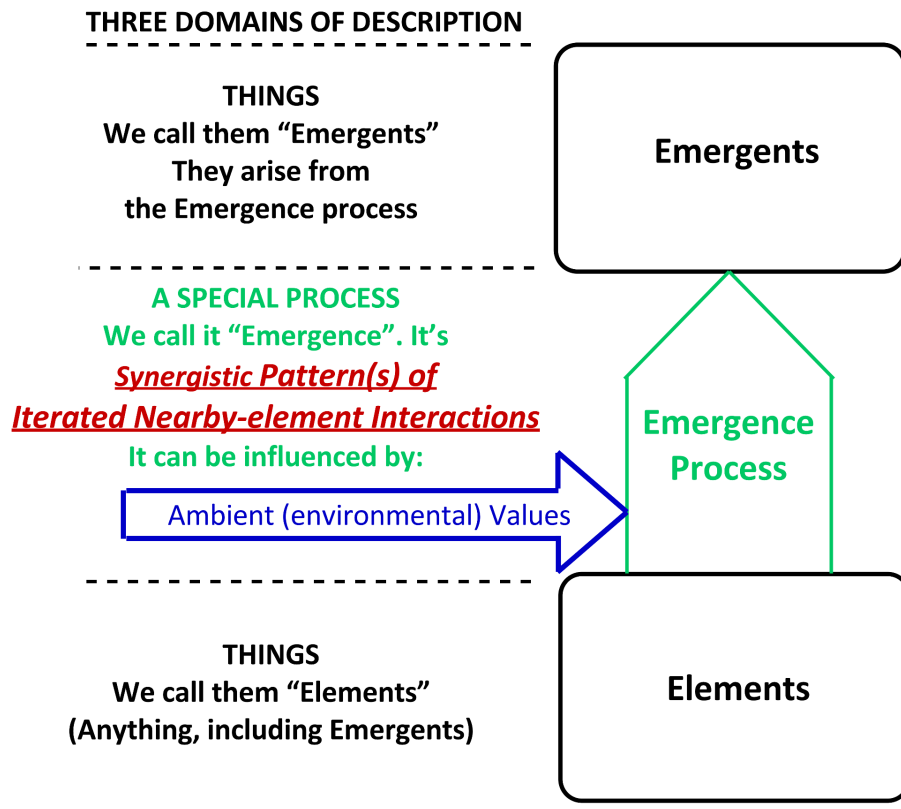 THREE DOMAINS OF DESCRIPTION
THINGS
We call them “Emergents”
They arise from
the Emergence process
Emergents
A SPECIAL PROCESS
We call it “Emergence”. It’s
Synergistic Pattern(s) of
Iterated Nearby-element Interactions
It can be influenced by:
Emergence
Process
Ambient (environmental) Values
THINGS
We call them “Elements”
(Anything, including Emergents)
Elements